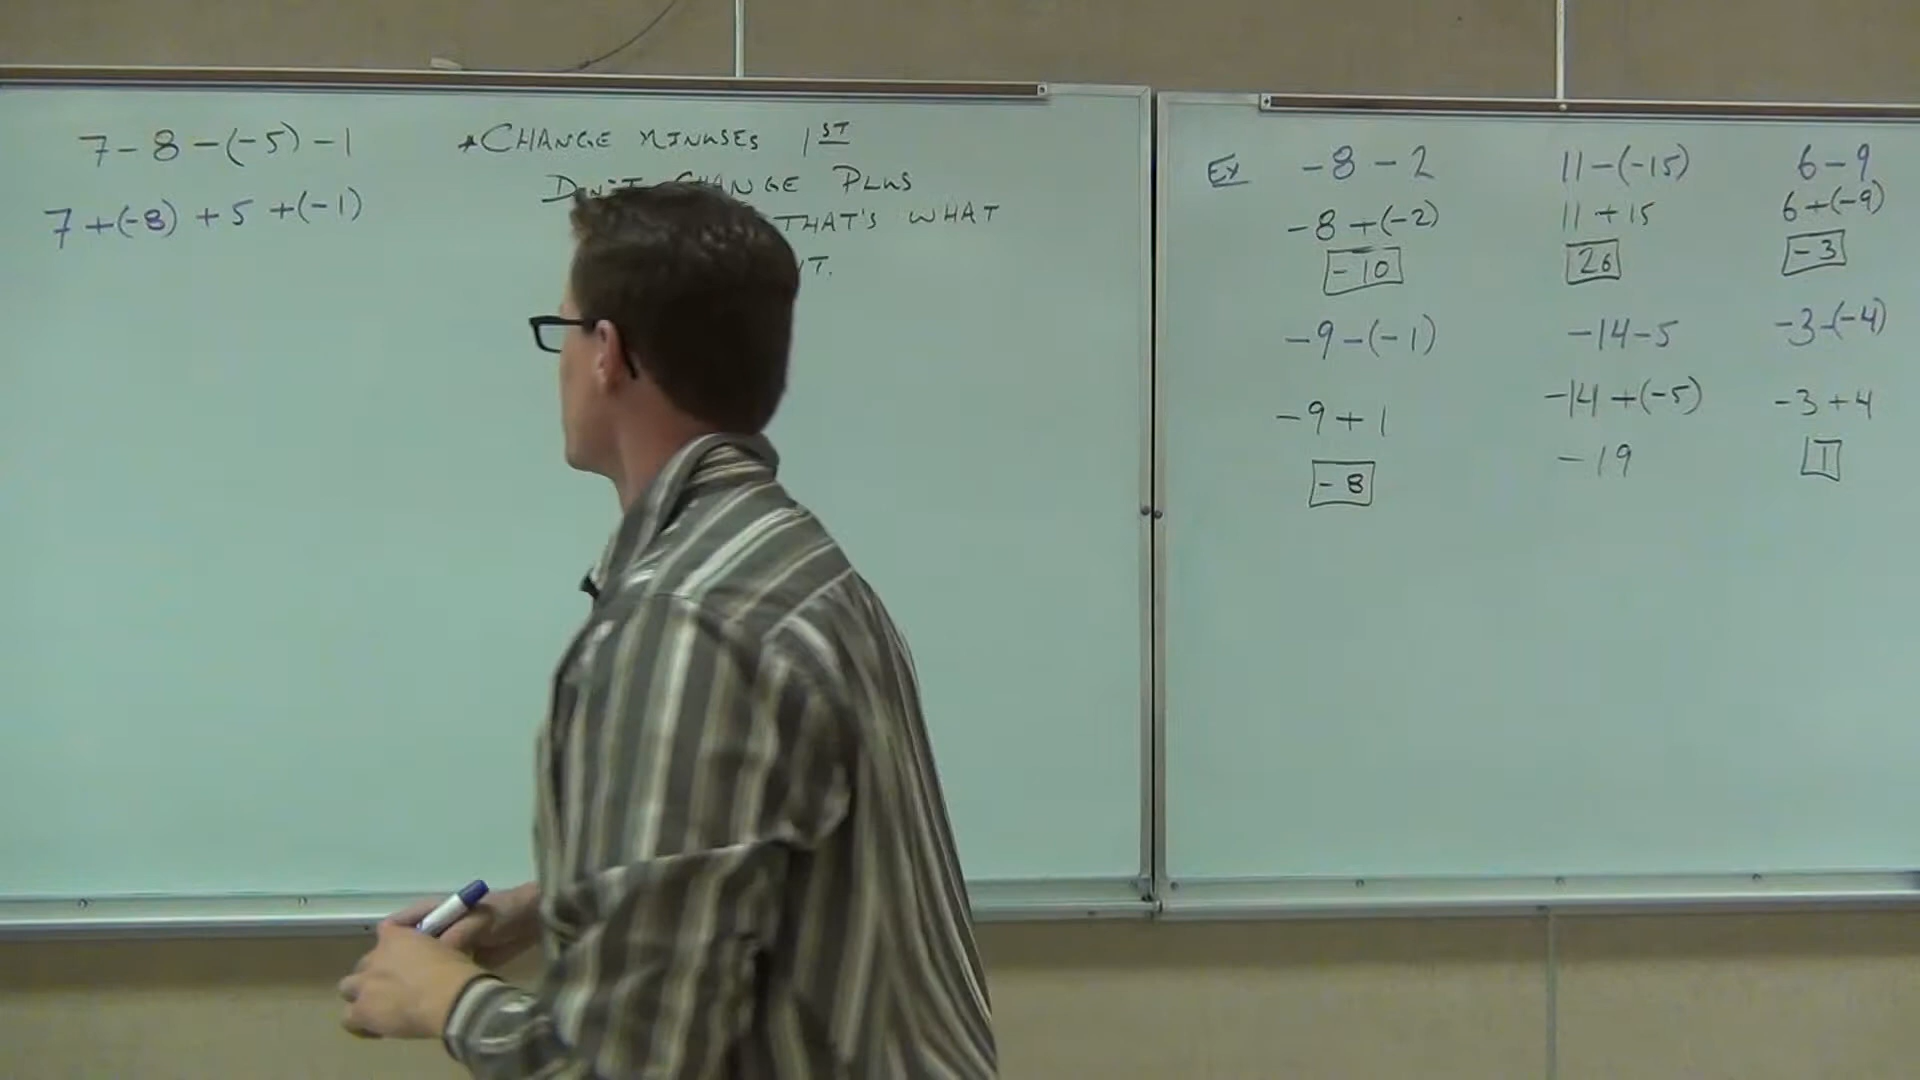 7 - 8 - (-5) - 1
7 + (-8) + 5 + (-1)
* CHANGE MINUSES 1ST
DON'T CHANGE PLUS
THAT'S WHAT
Ex
-8 - 2
-8 + (-2)
-10
11 - (-15)
11 + 15
26
6 - 9
6 + (-9)
-3
-9 - (-1)
-9 + 1
-8
-14 - 5
-14 + (-5)
-19
-3 - (-4)
-3 + 4
1